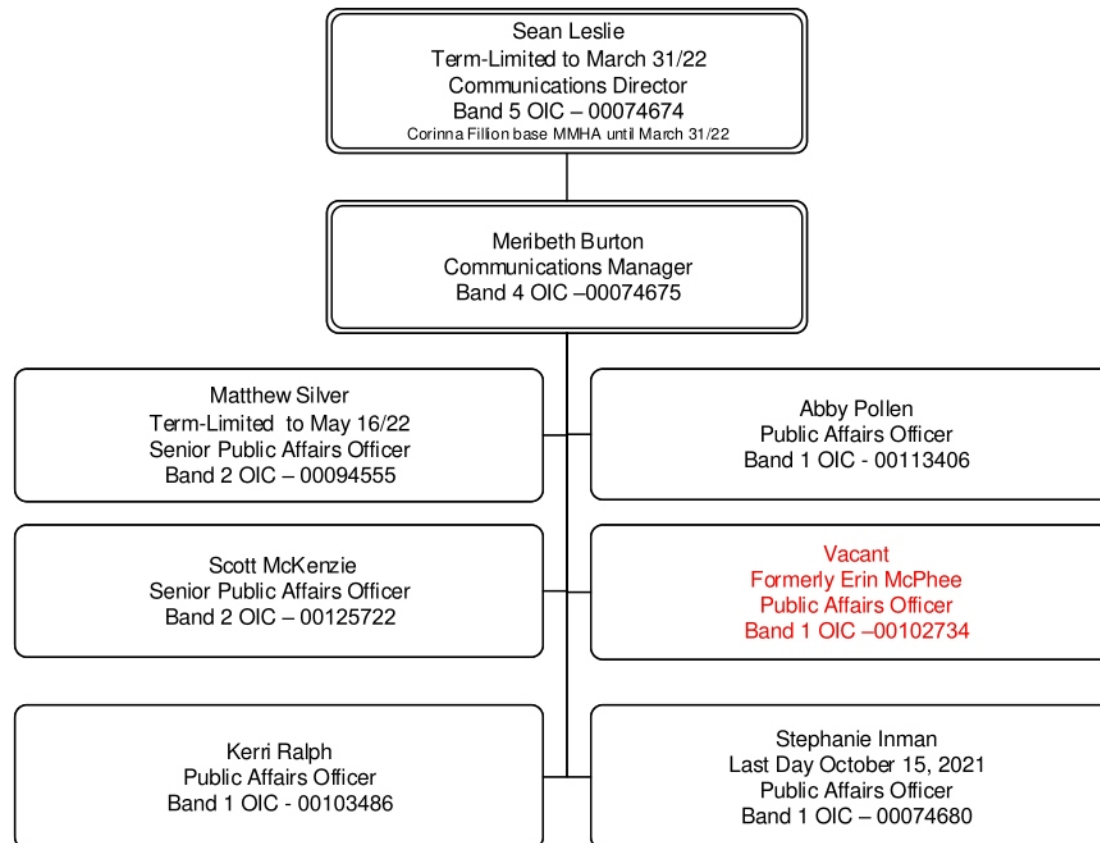 Sean Leslie
Term-Limited to March 31/22
Communications Director
Band 5 OIC – 00074674
Corinna Fillion base MMHA until March 31/22
Meribeth Burton
Communications Manager
Band 4 OIC –00074675
Matthew Silver
Term-Limited to May 16/22
Senior Public Affairs Officer
Band 2 OIC – 00094555
Abby Pollen
Public Affairs Officer
Band 1 OIC - 00113406
Scott McKenzie
Senior Public Affairs Officer
Band 2 OIC – 00125722
Vacant
Formerly Erin McPhee
Public Affairs Officer
Band 1 OIC –00102734
Kerri Ralph
Public Affairs Officer
Band 1 OIC - 00103486
Stephanie Inman
Last Day October 15, 2021
Public Affairs Officer
Band 1 OIC – 00074680